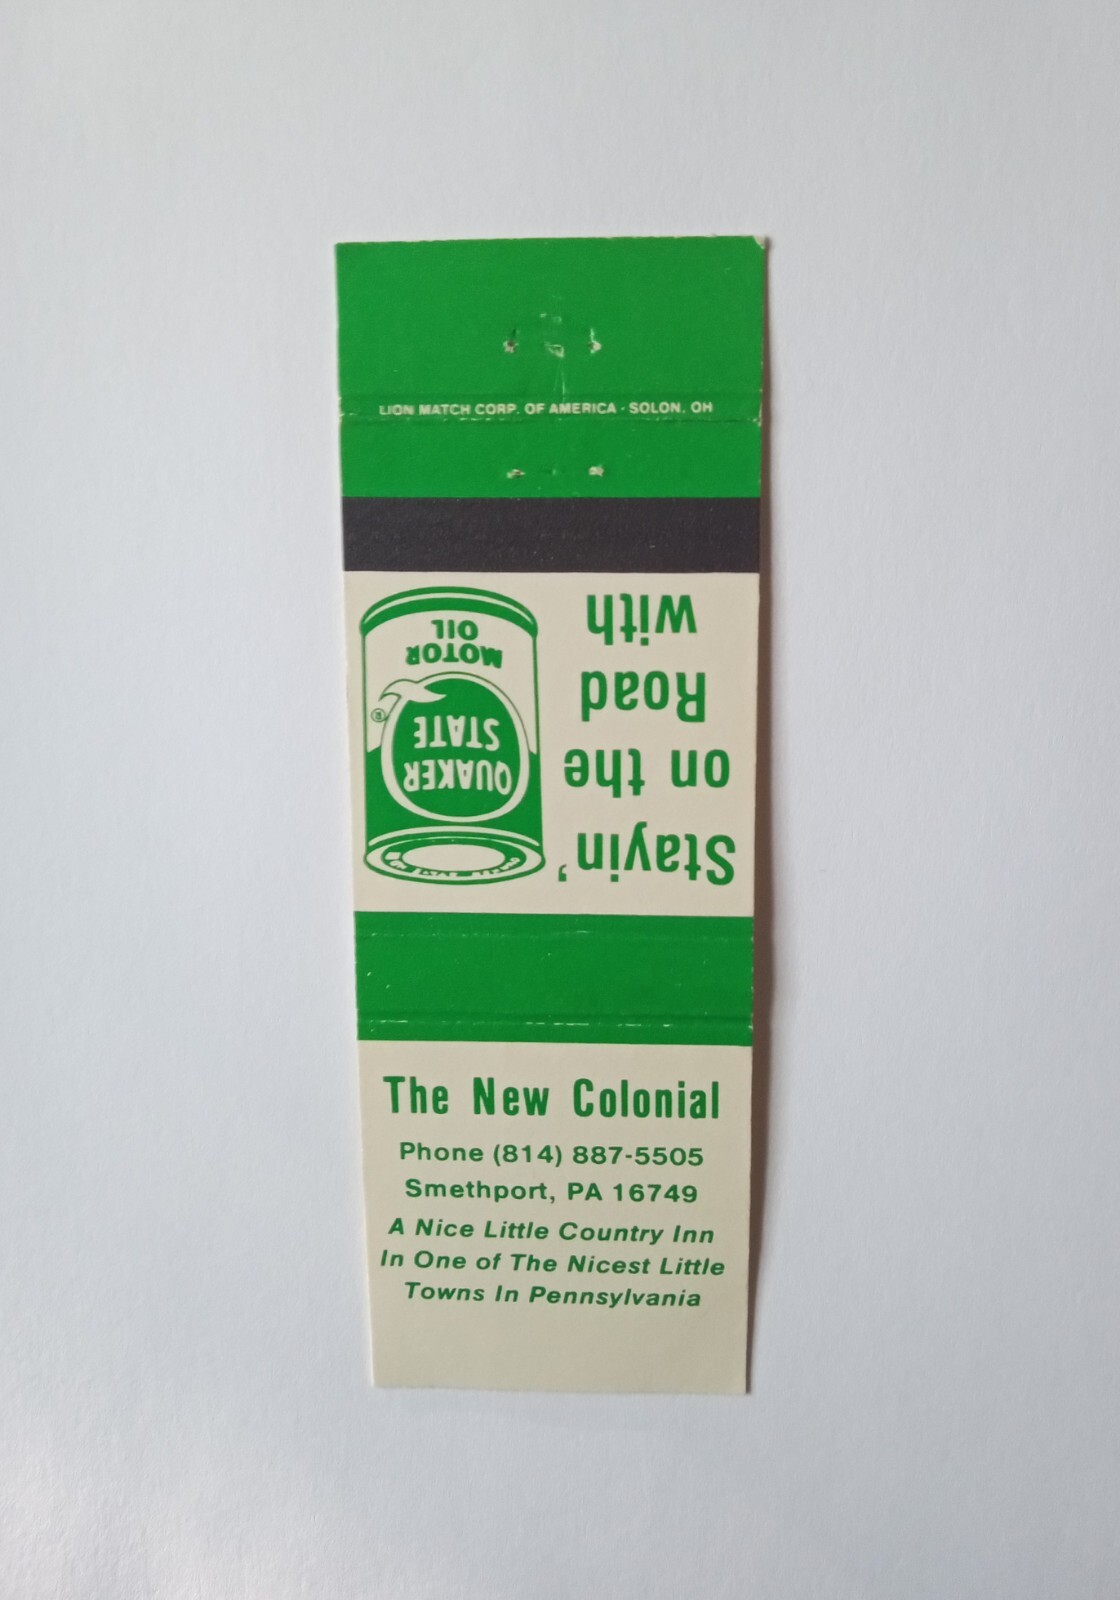 LION MATCH CORP. OF AMERICA - SOLON, OH
Stayin'
on the
Road
with
QUAKER
STATE
®
MOTOR
OIL
The New Colonial
Phone (814) 887-5505
Smethport, PA 16749
A Nice Little Country Inn
In One of The Nicest Little
Towns In Pennsylvania